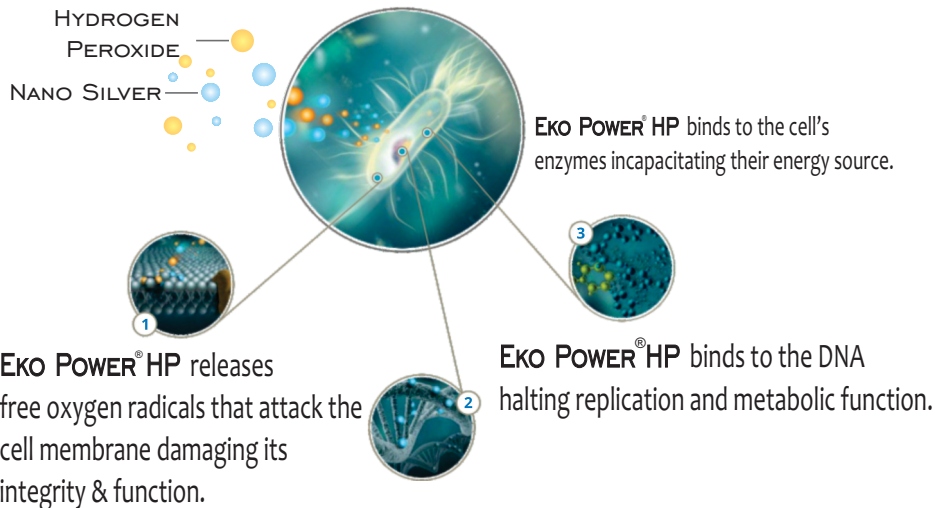 HYDROGEN
PEROXIDE
NANO SILVER
EKO POWER® HP binds to the cell's
enzymes incapacitating their energy source.
3
1
EKO POWER® HP releases
free oxygen radicals that attack the
cell membrane damaging its
integrity & function.
2
EKO POWER® HP binds to the DNA
halting replication and metabolic function.